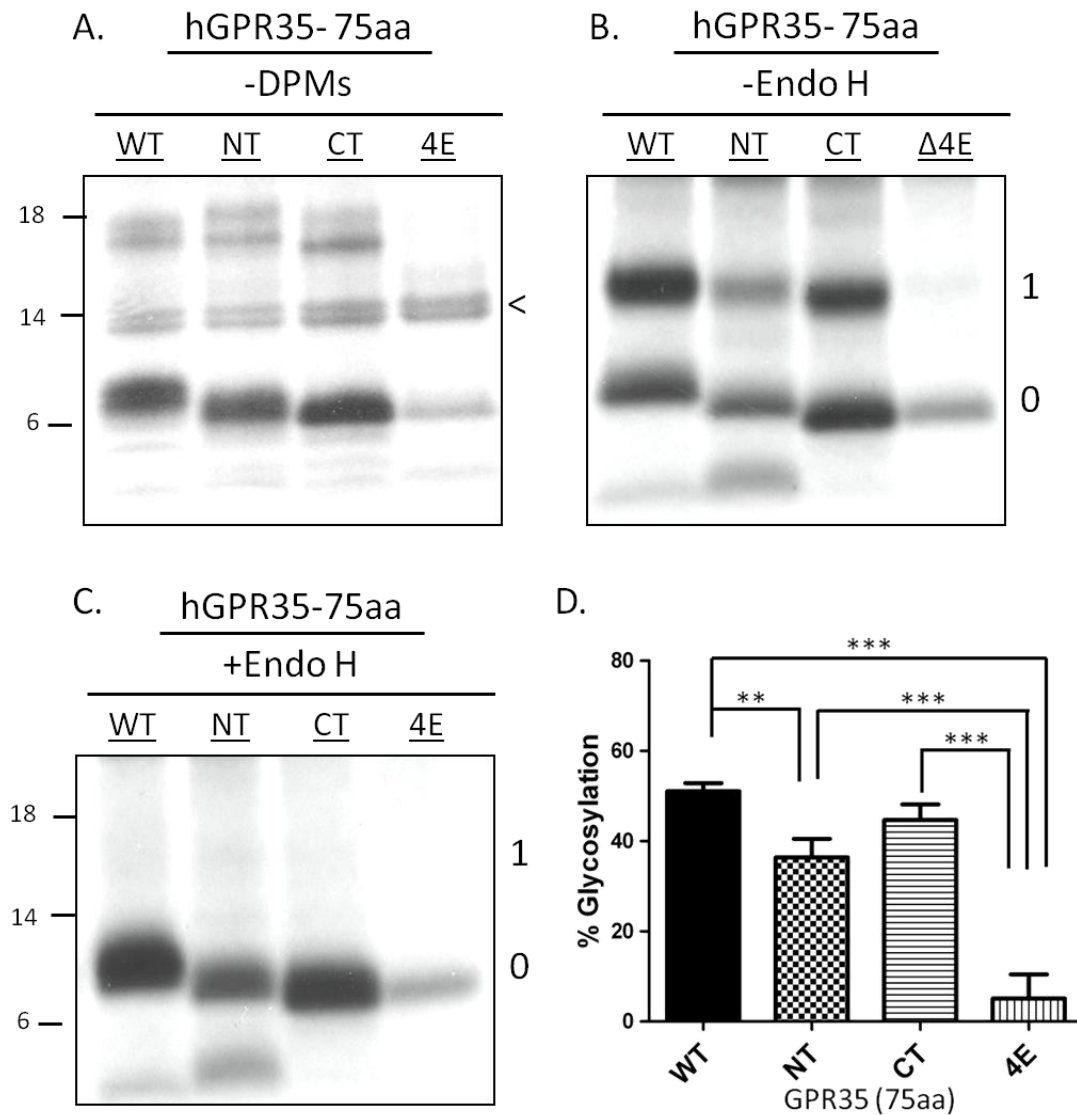 A.
hGPR35- 75aa
-DPMs
WT NT CT 4E
18
14
6
<
B.
hGPR35-75aa
-Endo H
WT NT CT Δ4E
1
0
C.
hGPR35-75aa
+Endo H
WT NT CT 4E
18
14
6
1
0
D.
% Glycosylation
80
60
40
20
0
***
**
***
***
WT NT CT 4E
GPR35 (75aa)